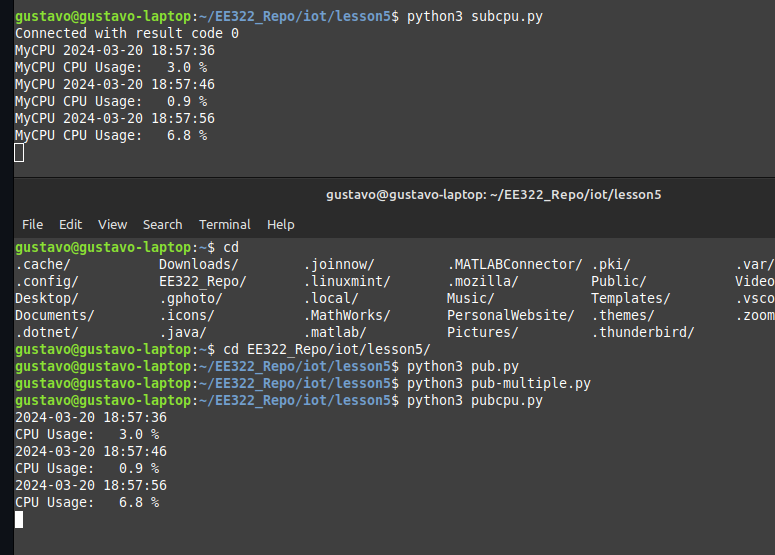 gustavo@gustavo-laptop:~/EE322_Repo/iot/lesson5$ python3 subcpu.py
Connected with result code 0
MyCPU 2024-03-20 18:57:36
MyCPU CPU Usage:   3.0 %
MyCPU 2024-03-20 18:57:46
MyCPU CPU Usage:   0.9 %
MyCPU 2024-03-20 18:57:56
MyCPU CPU Usage:   6.8 %
gustavo@gustavo-laptop: ~/EE322_Repo/iot/lesson5
File Edit View Search Terminal Help
gustavo@gustavo-laptop:~$ cd
.cache/ Downloads/ .joinnow/ .MATLABConnector/ .pki/ .var/
.config/ EE322_Repo/ .linuxmint/ .mozilla/ Public/ Video
Desktop/ .gphoto/ .local/ Music/ Templates/ .vsco
Documents/ .icons/ .MathWorks/ PersonalWebsite/ .themes/ .zoom
.dotnet/ .java/ .matlab/ Pictures/ .thunderbird/
gustavo@gustavo-laptop:~$ cd EE322_Repo/iot/lesson5/
gustavo@gustavo-laptop:~/EE322_Repo/iot/lesson5$ python3 pub.py
gustavo@gustavo-laptop:~/EE322_Repo/iot/lesson5$ python3 pub-multiple.py
gustavo@gustavo-laptop:~/EE322_Repo/iot/lesson5$ python3 pubcpu.py
2024-03-20 18:57:36
CPU Usage:   3.0 %
2024-03-20 18:57:46
CPU Usage:   0.9 %
2024-03-20 18:57:56
CPU Usage:   6.8 %